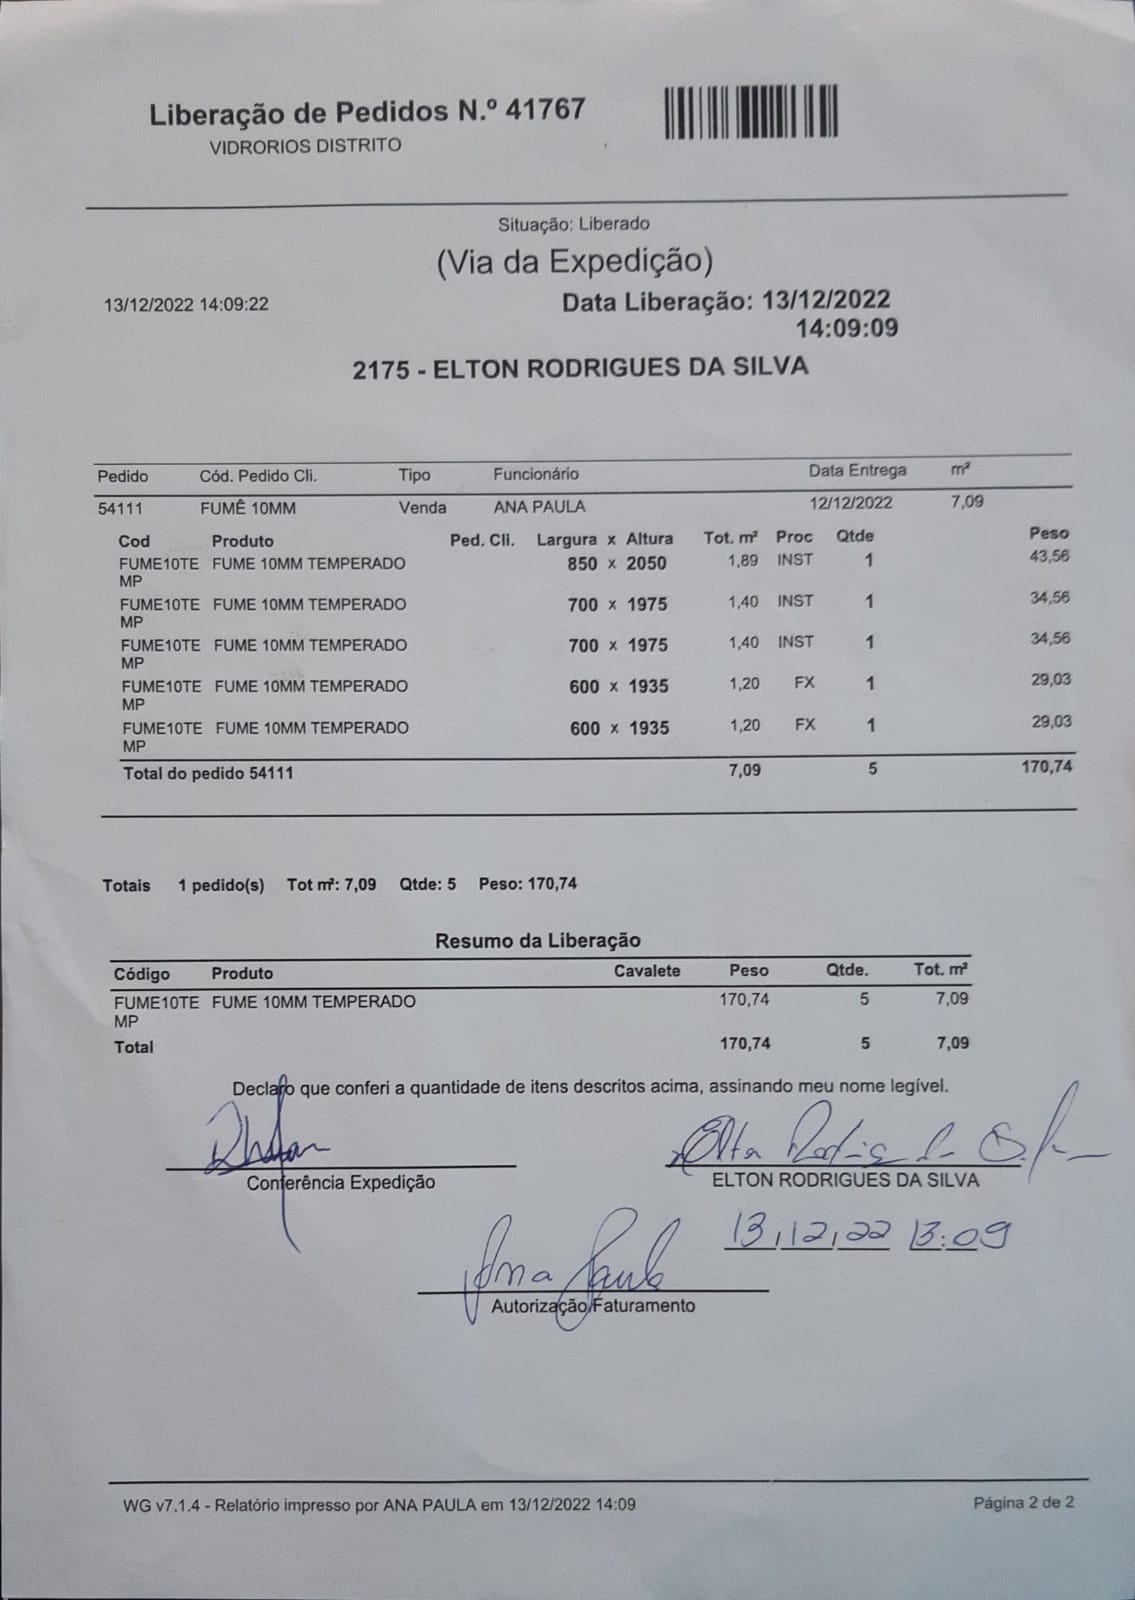 Liberação de Pedidos N.º 41767
VIDRORIOS DISTRITO
Situação: Liberado
(Via da Expedição)
13/12/2022 14:09:22
Data Liberação: 13/12/2022
14:09:09
2175 - ELTON RODRIGUES DA SILVA
Pedido Cód. Pedido Cli. Tipo Funcionário Data Entrega m²
54111 FUMÊ 10MM Venda ANA PAULA 12/12/2022 7,09
Cod Produto Ped. Cli. Largura x Altura Tot. m² Proc Qtde Peso
FUME10TE FUME 10MM TEMPERADO 850 x 2050 1,89 INST 1 43,56
MP
FUME10TE FUME 10MM TEMPERADO 700 x 1975 1,40 INST 1 34,56
MP
FUME10TE FUME 10MM TEMPERADO 700 x 1975 1,40 INST 1 34,56
MP
FUME10TE FUME 10MM TEMPERADO 600 x 1935 1,20 FX 1 29,03
MP
FUME10TE FUME 10MM TEMPERADO 600 x 1935 1,20 FX 1 29,03
MP
Total do pedido 54111 7,09 5 170,74
Totais 1 pedido(s) Tot m²: 7,09 Qtde: 5 Peso: 170,74
Resumo da Liberação
Código Produto Cavalete Peso Qtde. Tot. m²
FUME10TE FUME 10MM TEMPERADO 170,74 5 7,09
MP
Total 170,74 5 7,09
Declaro que conferi a quantidade de itens descritos acima, assinando meu nome legível.
Conferência Expedição
ELTON RODRIGUES DA SILVA
13/12/22 13:09
Ana Paula
Autorização Faturamento
WG v7.1.4 - Relatório impresso por ANA PAULA em 13/12/2022 14:09
Página 2 de 2